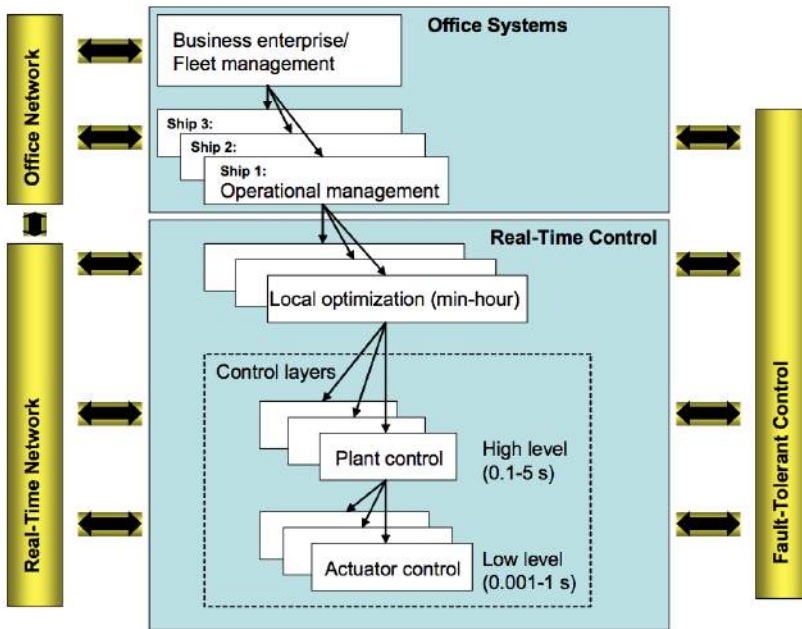 Office Network
Real-Time Network
Office Systems
Business enterprise/
Fleet management
Ship 3:
Ship 2:
Ship 1:
Operational management
Real-Time Control
Local optimization (min-hour)
Control layers
Plant control
High level
(0.1-5 s)
Actuator control
Low level
(0.001-1 s)
Fault-Tolerant Control